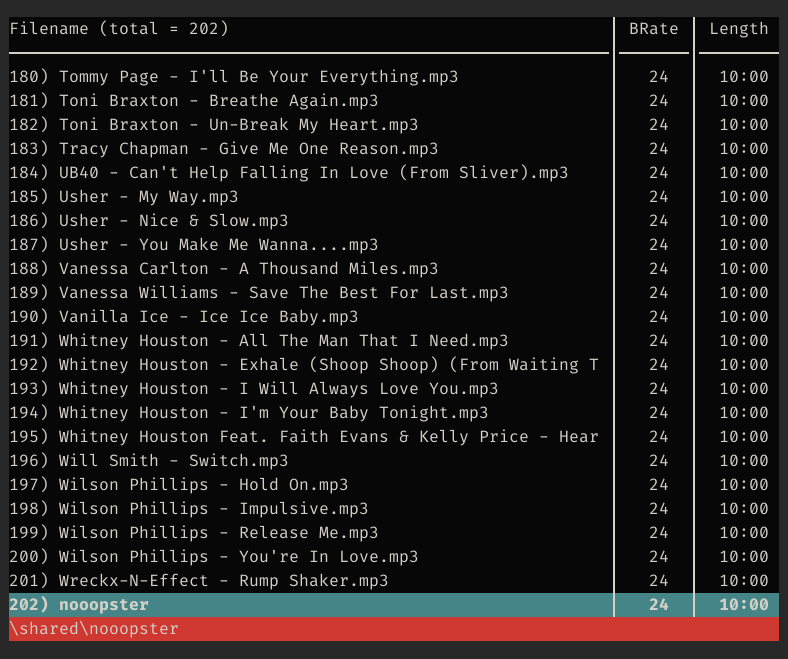 Filename (total = 202) BRate Length
180) Tommy Page - I'll Be Your Everything.mp3 24 10:00
181) Toni Braxton - Breathe Again.mp3 24 10:00
182) Toni Braxton - Un-Break My Heart.mp3 24 10:00
183) Tracy Chapman - Give Me One Reason.mp3 24 10:00
184) UB40 - Can't Help Falling In Love (From Sliver).mp3 24 10:00
185) Usher - My Way.mp3 24 10:00
186) Usher - Nice & Slow.mp3 24 10:00
187) Usher - You Make Me Wanna....mp3 24 10:00
188) Vanessa Carlton - A Thousand Miles.mp3 24 10:00
189) Vanessa Williams - Save The Best For Last.mp3 24 10:00
190) Vanilla Ice - Ice Ice Baby.mp3 24 10:00
191) Whitney Houston - All The Man That I Need.mp3 24 10:00
192) Whitney Houston - Exhale (Shoop Shoop) (From Waiting T 24 10:00
193) Whitney Houston - I Will Always Love You.mp3 24 10:00
194) Whitney Houston - I'm Your Baby Tonight.mp3 24 10:00
195) Whitney Houston Feat. Faith Evans & Kelly Price - Hear 24 10:00
196) Will Smith - Switch.mp3 24 10:00
197) Wilson Phillips - Hold On.mp3 24 10:00
198) Wilson Phillips - Impulsive.mp3 24 10:00
199) Wilson Phillips - Release Me.mp3 24 10:00
200) Wilson Phillips - You're In Love.mp3 24 10:00
201) Wreckx-N-Effect - Rump Shaker.mp3 24 10:00
202) nooopster 24 10:00
\shared\nooopster